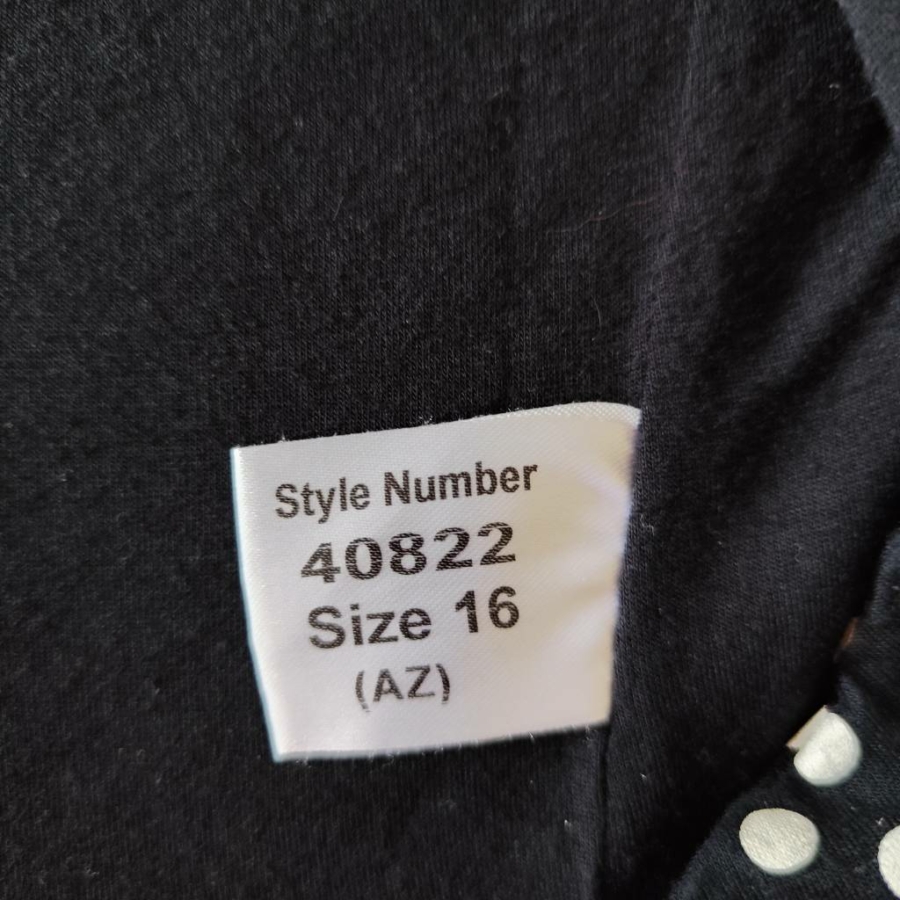 Style Number
40822
Size 16
(AZ)